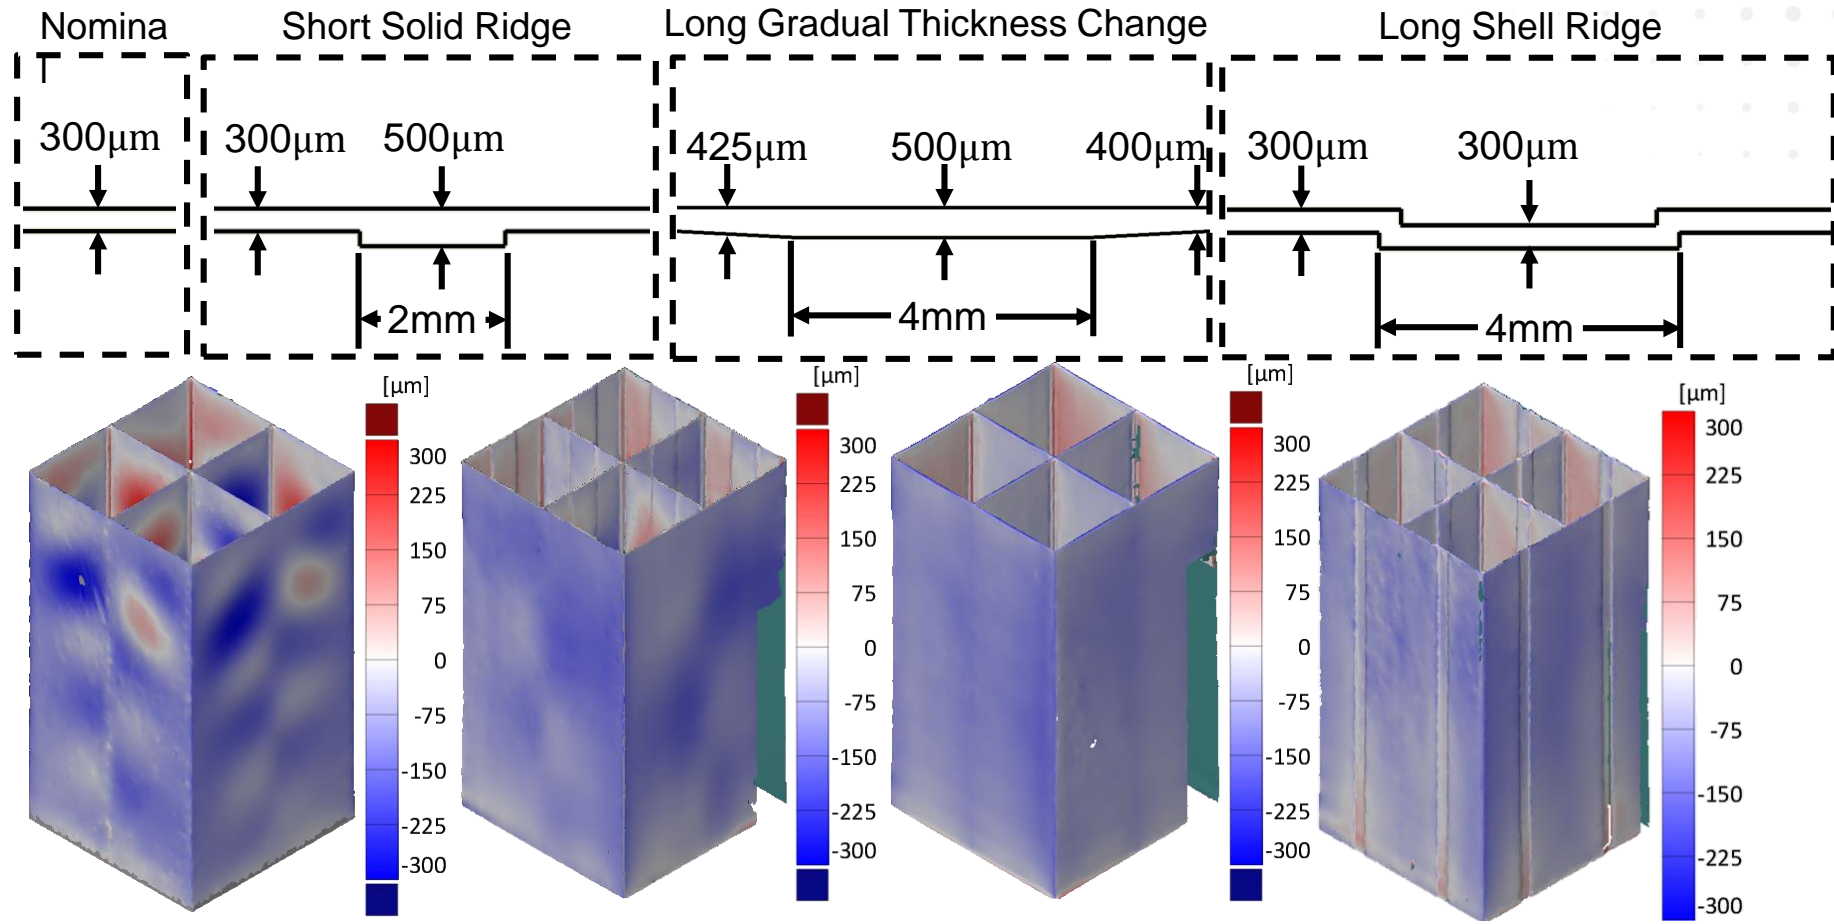 Nominal
Short Solid Ridge
Long Gradual Thickness Change
Long Shell Ridge
300μm
300μm
500μm
425μm
500μm
400μm
300μm
300μm
2mm
4mm
4mm
[µm]
300
225
150
75
0
-75
-150
-225
-300
[µm]
300
225
150
75
0
-75
-150
-225
-300
[µm]
300
225
150
75
0
-75
-150
-225
-300
[µm]
300
225
150
75
0
-75
-150
-225
-300